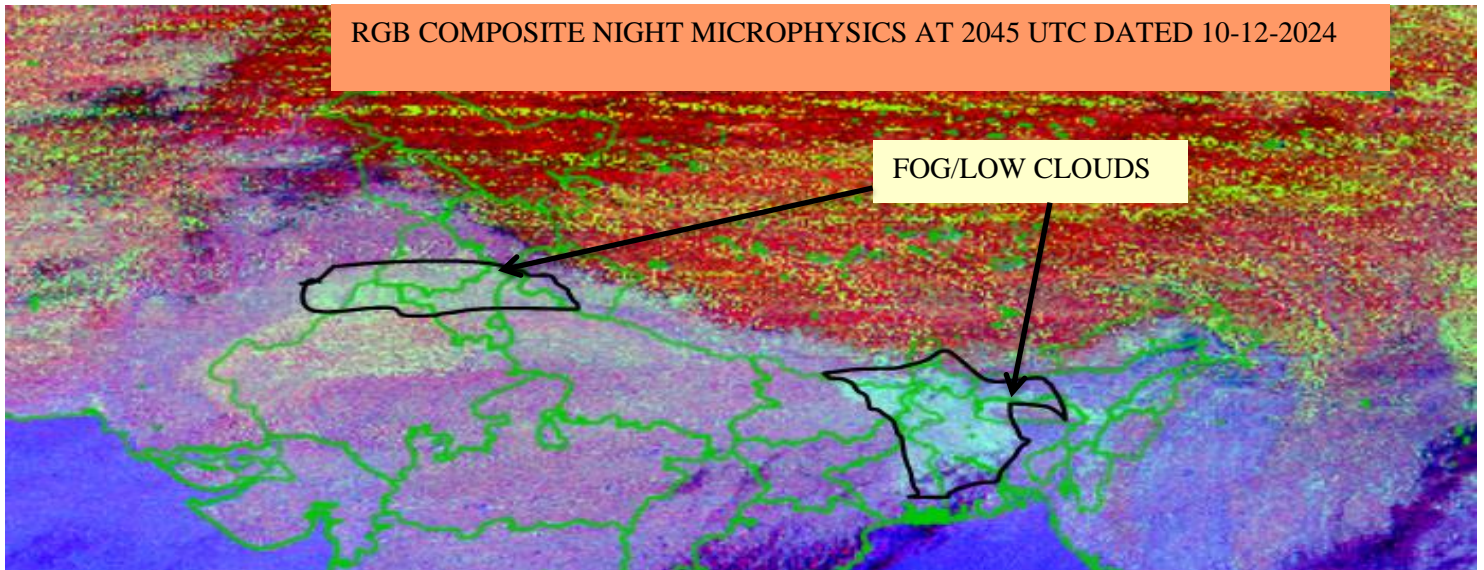 RGB COMPOSITE NIGHT MICROPHYSICS AT 2045 UTC DATED 10-12-2024
FOG/LOW CLOUDS